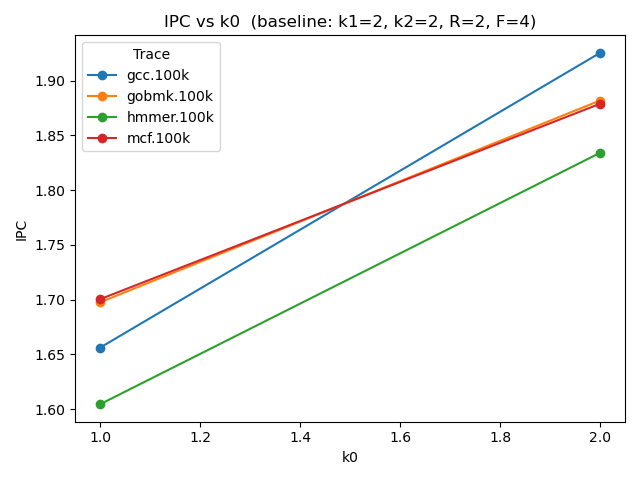 IPC vs k0  (baseline: k1=2, k2=2, R=2, F=4)
Trace
gcc.100k
gobmk.100k
hmmer.100k
mcf.100k
IPC
1.90
1.85
1.80
1.75
1.70
1.65
1.60
1.0 1.2 1.4 1.6 1.8 2.0
k0